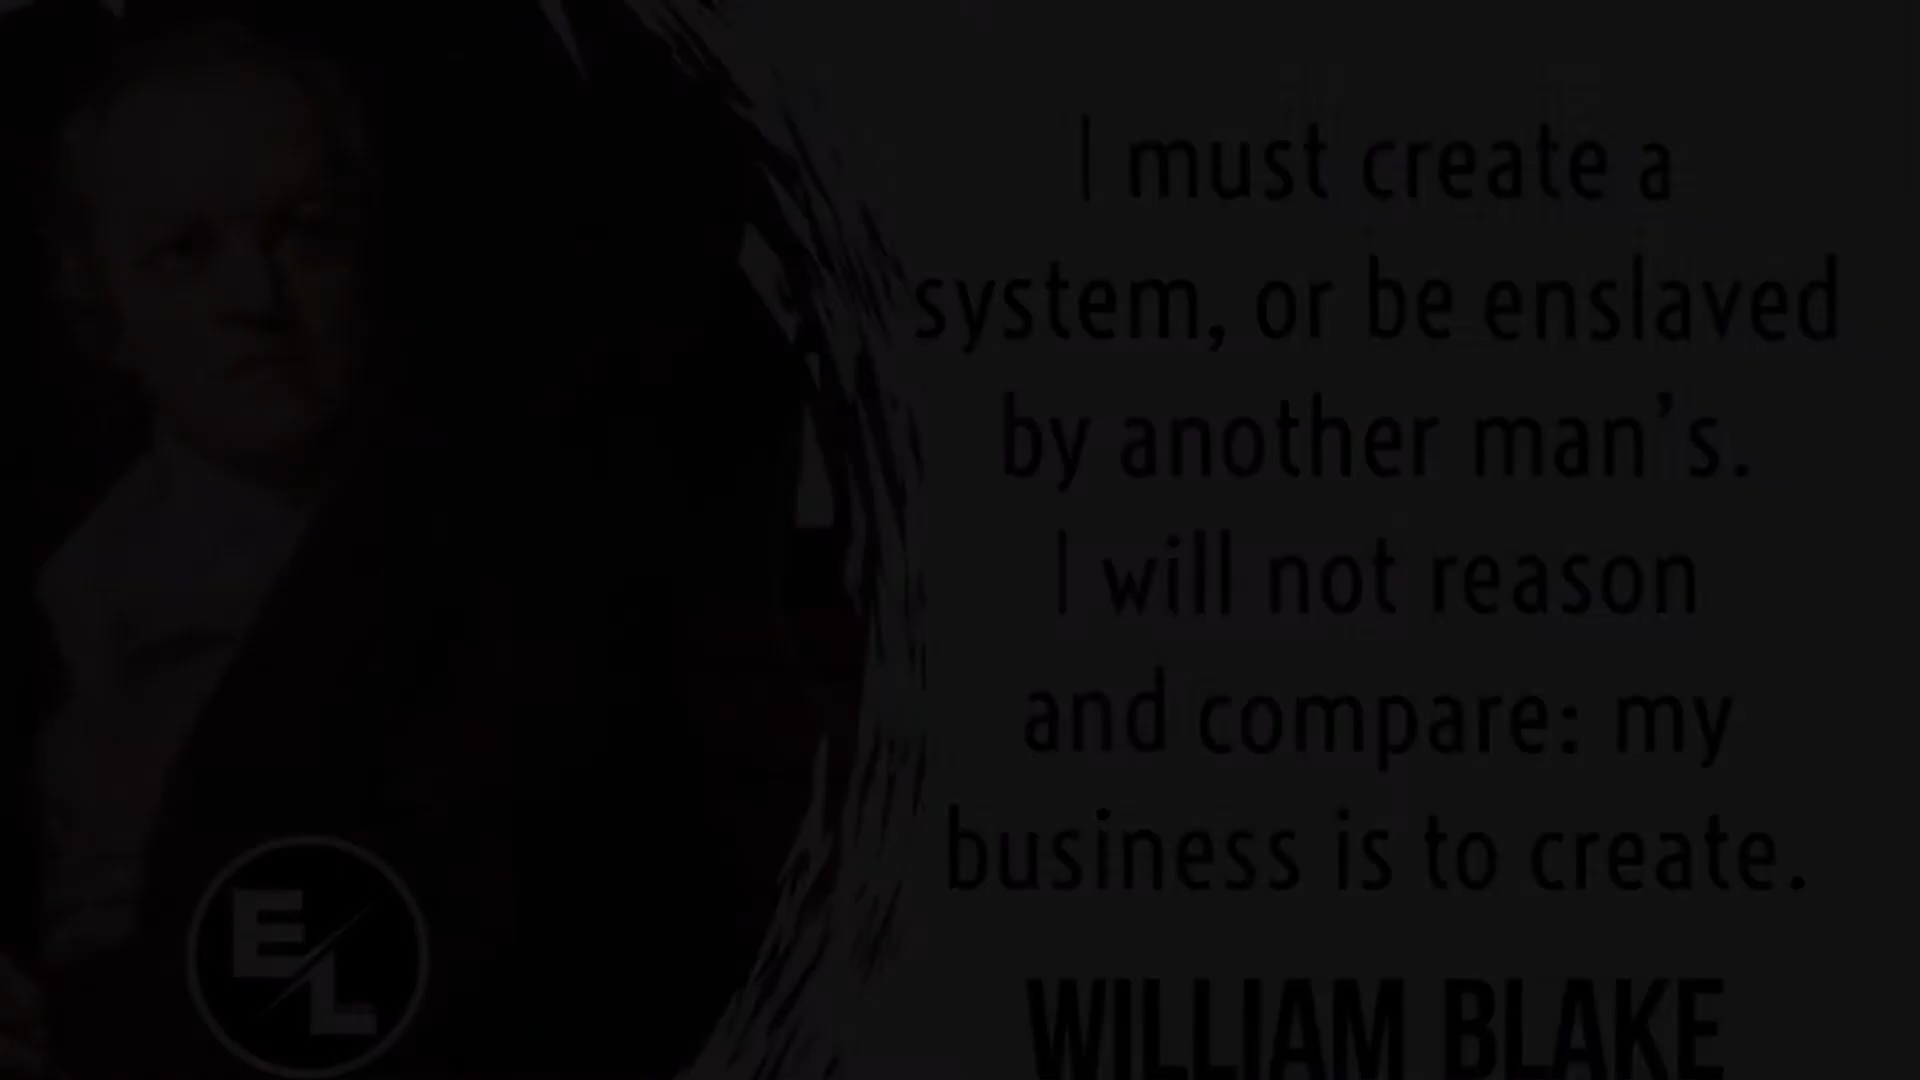 I must create a
system, or be enslaved
by another man’s.
I will not reason
and compare: my
business is to create.
WILLIAM BLAKE
E/L